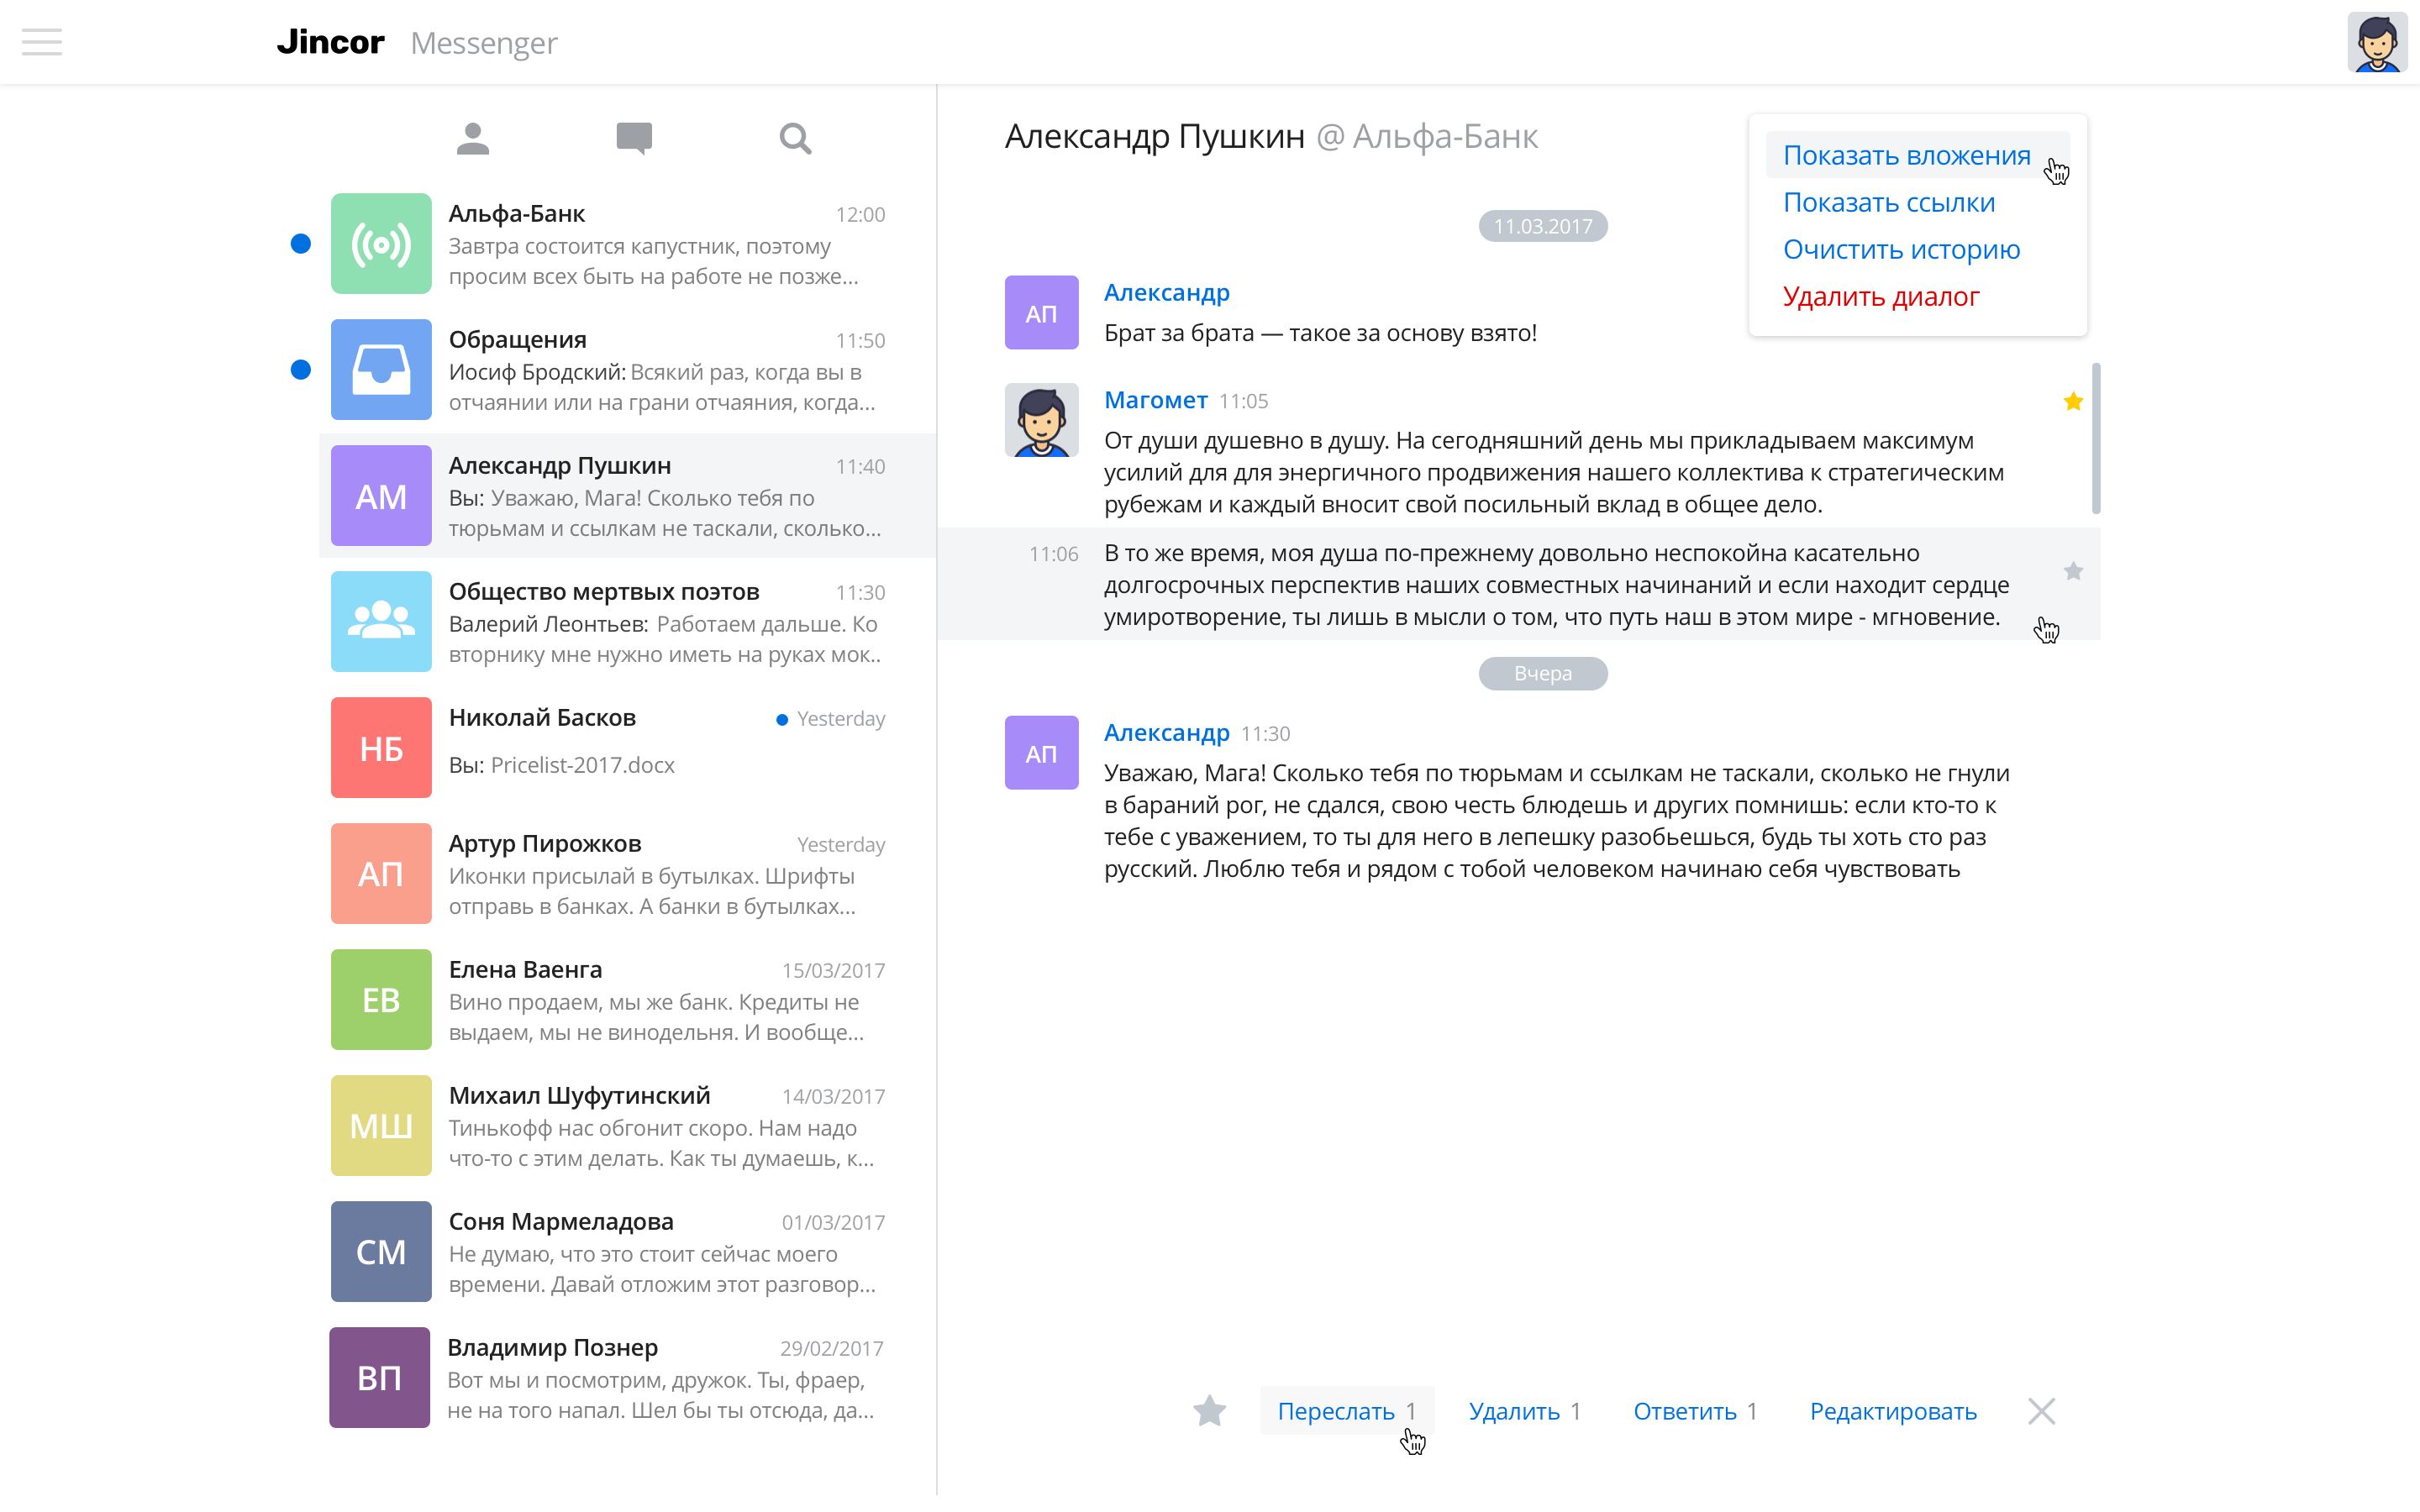 Jincor Messenger
Альфа-Банк 12:00
Завтра состоится капустник, поэтому
просим всех быть на работе не позже...
Обращения 11:50
Иосиф Бродский: Всякий раз, когда вы в
отчаянии или на грани отчаяния, когда...
АМ
Александр Пушкин 11:40
Вы: Уважаю, Мага! Сколько тебя по
тюрьмам и ссылкам не таскали, сколько...
Общество мертвых поэтов 11:30
Валерий Леонтьев: Работаем дальше. Ко
вторнику мне нужно иметь на руках мок..
НБ
Николай Басков Yesterday
Вы: Pricelist-2017.docx
АП
Артур Пирожков Yesterday
Иконки присылай в бутылках. Шрифты
отправь в банках. А банки в бутылках...
ЕВ
Елена Ваенга 15/03/2017
Вино продаем, мы же банк. Кредиты не
выдаем, мы не винодельня. И вообще...
МШ
Михаил Шуфутинский 14/03/2017
Тинькофф нас обгонит скоро. Нам надо
что-то с этим делать. Как ты думаешь, к...
СМ
Соня Мармеладова 01/03/2017
Не думаю, что это стоит сейчас моего
времени. Давай отложим этот разговор...
ВП
Владимир Познер 29/02/2017
Вот мы и посмотрим, дружок. Ты, фраер,
не на того напал. Шел бы ты отсюда, да...
Александр Пушкин @ Альфа-Банк
Показать вложения
Показать ссылки
Очистить историю
Удалить диалог
11.03.2017
АП
Александр
Брат за брата — такое за основу взято!
Магомет 11:05
От души душевно в душу. На сегодняшний день мы прикладываем максимум
усилий для для энергичного продвижения нашего коллектива к стратегическим
рубежам и каждый вносит свой посильный вклад в общее дело.
11:06 В то же время, моя душа по-прежнему довольно неспокойна касательно
долгосрочных перспектив наших совместных начинаний и если находит сердце
умиротворение, ты лишь в мысли о том, что путь наш в этом мире - мгновение.
Вчера
АП
Александр 11:30
Уважаю, Мага! Сколько тебя по тюрьмам и ссылкам не таскали, сколько не гнули
в бараний рог, не сдался, свою честь блюдешь и других помнишь: если кто-то к
тебе с уважением, то ты для него в лепешку разобьешься, будь ты хоть сто раз
русский. Люблю тебя и рядом с тобой человеком начинаю себя чувствовать
Переслать 1 Удалить 1 Ответить 1 Редактировать